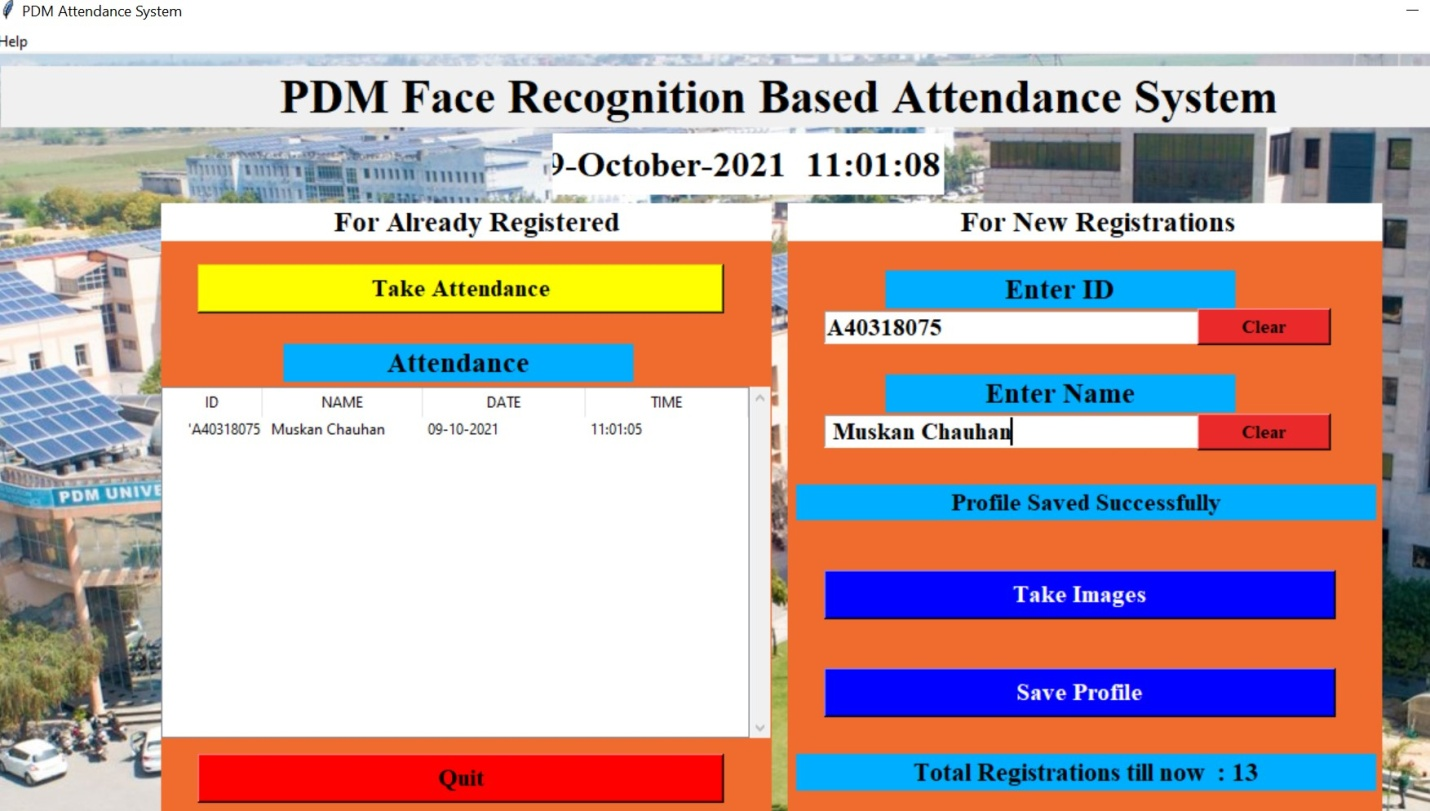 PDM Attendance System
Help
PDM Face Recognition Based Attendance System
9-October-2021 11:01:08
For Already Registered
Take Attendance
Attendance
ID NAME DATE TIME
'A40318075 Muskan Chauhan 09-10-2021 11:01:05
Quit
For New Registrations
Enter ID
A40318075 Clear
Enter Name
Muskan Chauhan Clear
Profile Saved Successfully
Take Images
Save Profile
Total Registrations till now : 13
PDM UNIVE